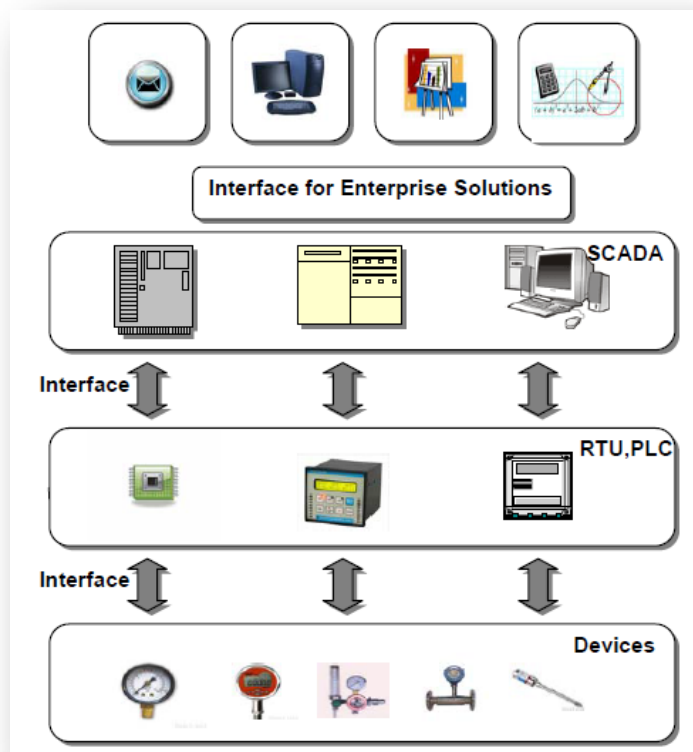 Interface for Enterprise Solutions
SCADA
Interface
RTU,PLC
Interface
Devices